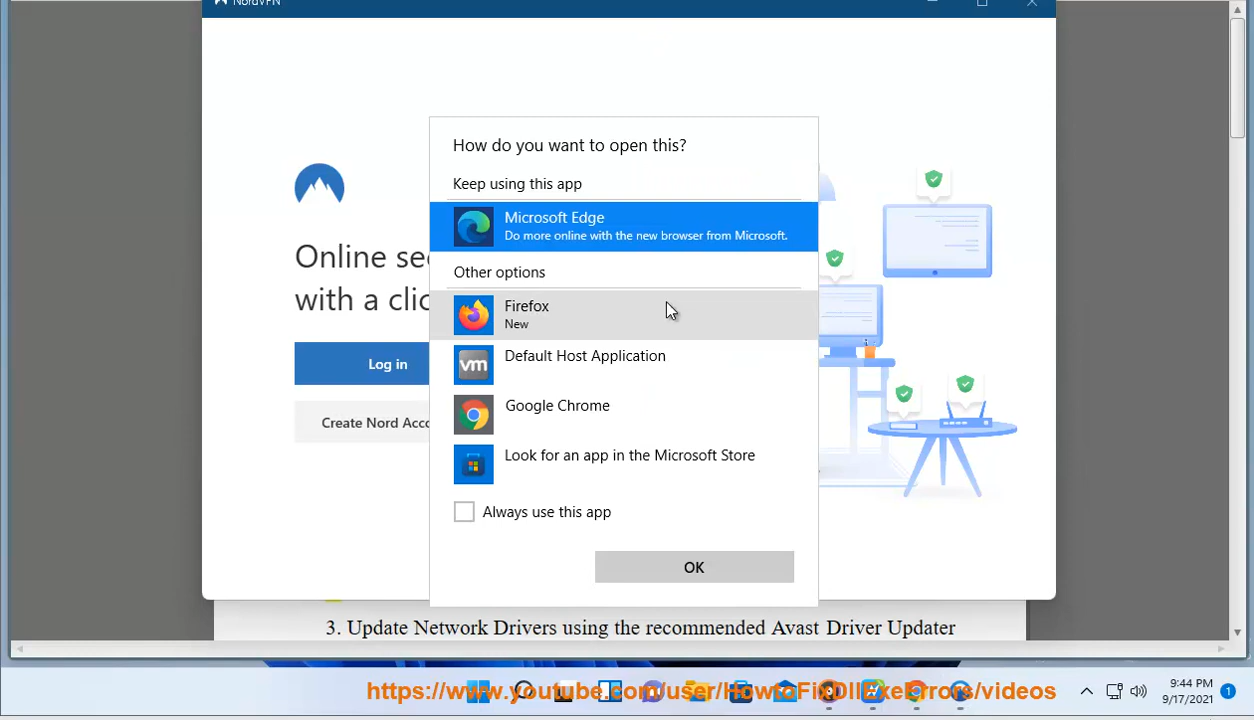 NordVPN
How do you want to open this?
Keep using this app
Microsoft Edge
Do more online with the new browser from Microsoft.
Other options
Firefox
New
Default Host Application
vm
Google Chrome
Look for an app in the Microsoft Store
Always use this app
OK
Online sec
with a clic
Log in
Create Nord Acco
3. Update Network Drivers using the recommended Avast Driver Updater
https://www.youtube.com/user/HowtoFixDllExeErrors/videos
9:44 PM
9/17/2021
1